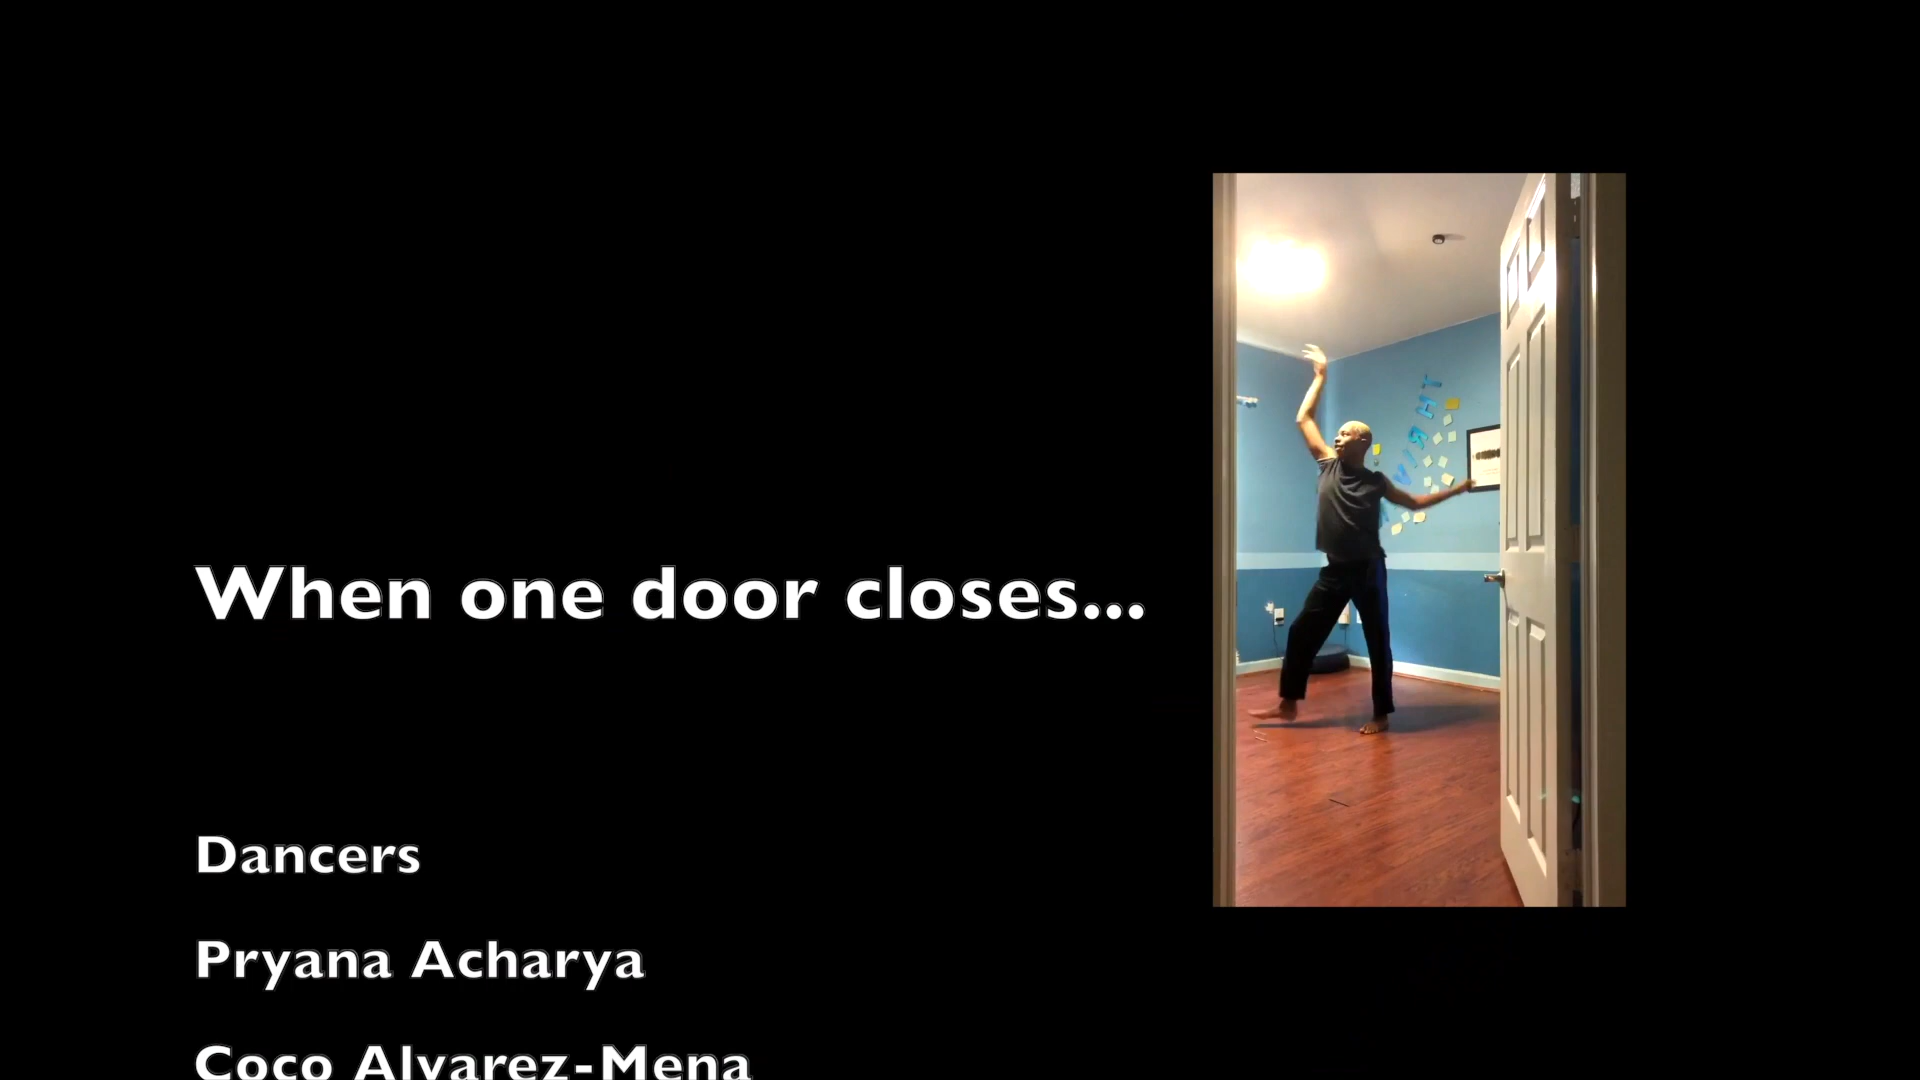 When one door closes...
Dancers
Pryana Acharya
Coco Alvarez-Mena